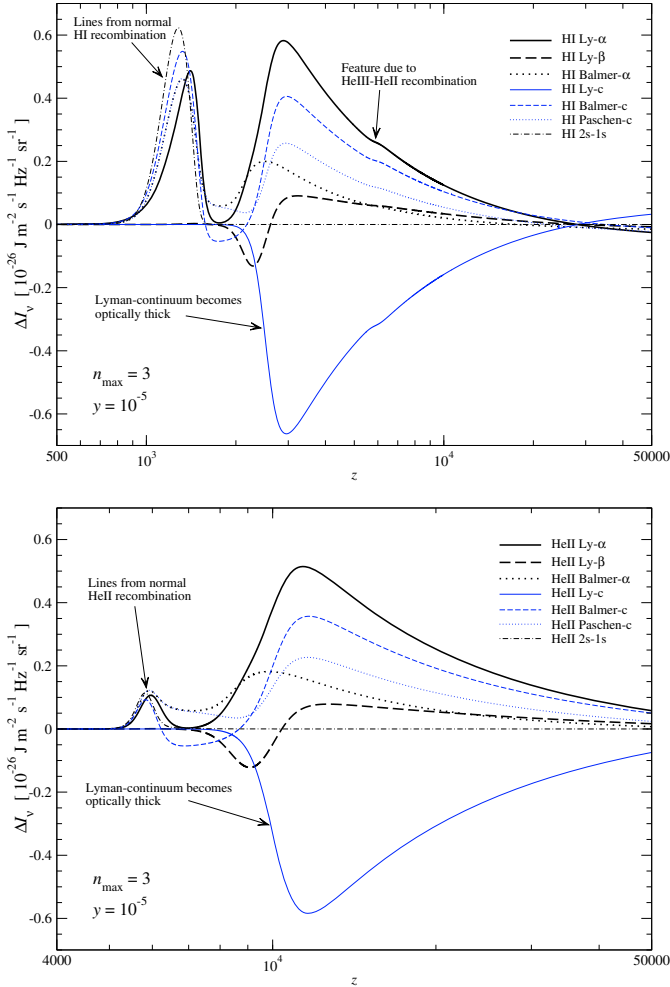 0.6
0.4
0.2
0
-0.2
-0.4
-0.6
ΔI_ν [10^-26 J m^-2 s^-1 Hz^-1 sr^-1]
Lines from normal
HI recombination
Feature due to
HeIII-HeII recombination
HI Ly-α
HI Ly-β
HI Balmer-α
HI Ly-c
HI Balmer-c
HI Paschen-c
HI 2s-1s
Lyman-continuum becomes
optically thick
n_max = 3
y = 10^-5
500
10^3
10^4
50000
z
0.6
0.4
0.2
0
-0.2
-0.4
-0.6
ΔI_ν [10^-26 J m^-2 s^-1 Hz^-1 sr^-1]
Lines from normal
HeII recombination
HeII Ly-α
HeII Ly-β
HeII Balmer-α
HeII Ly-c
HeII Balmer-c
HeII Paschen-c
HeII 2s-1s
Lyman-continuum becomes
optically thick
n_max = 3
y = 10^-5
4000
10^4
50000
z